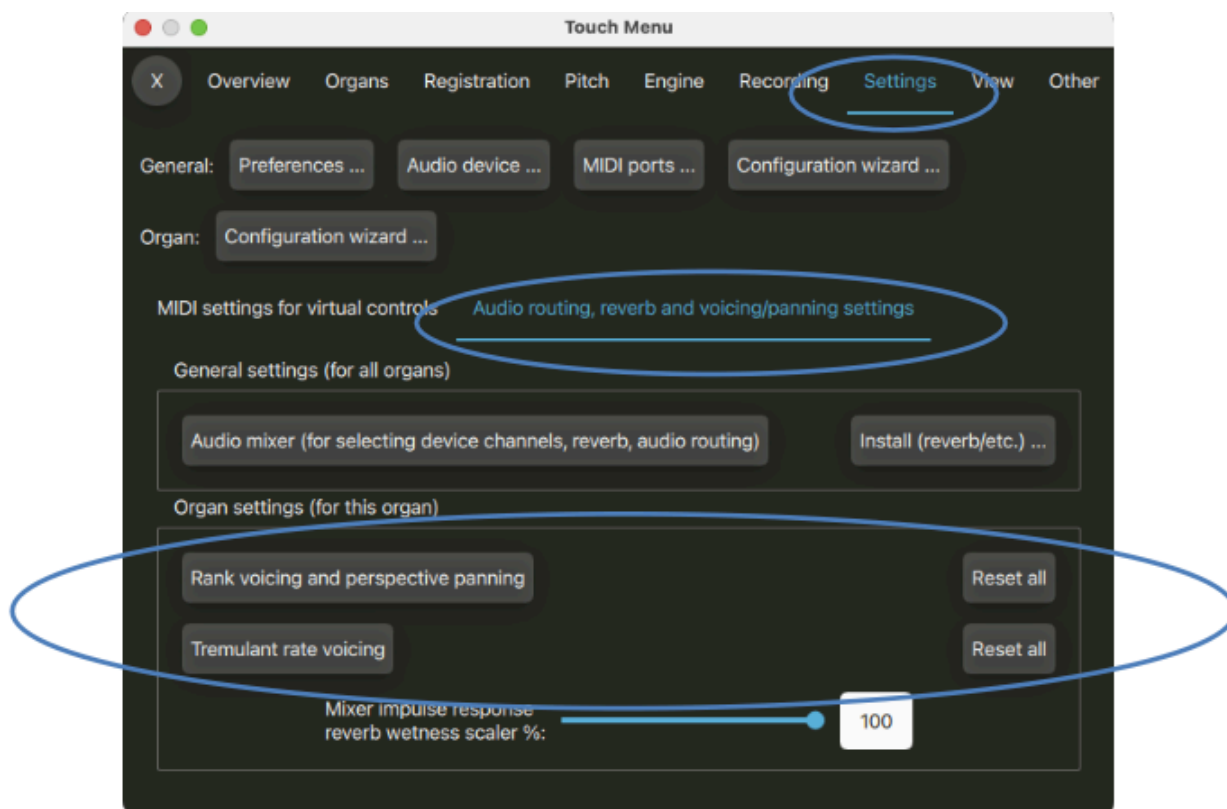 Touch Menu
X Overview Organs Registration Pitch Engine Recording Settings View Other
General: Preferences ... Audio device ... MIDI ports ... Configuration wizard ...
Organ: Configuration wizard ...
MIDI settings for virtual controls Audio routing, reverb and voicing/panning settings
General settings (for all organs)
Audio mixer (for selecting device channels, reverb, audio routing) Install (reverb/etc.) ...
Organ settings (for this organ)
Rank voicing and perspective panning Reset all
Tremulant rate voicing Reset all
Mixer impulse response
reverb wetness scaler %: 100